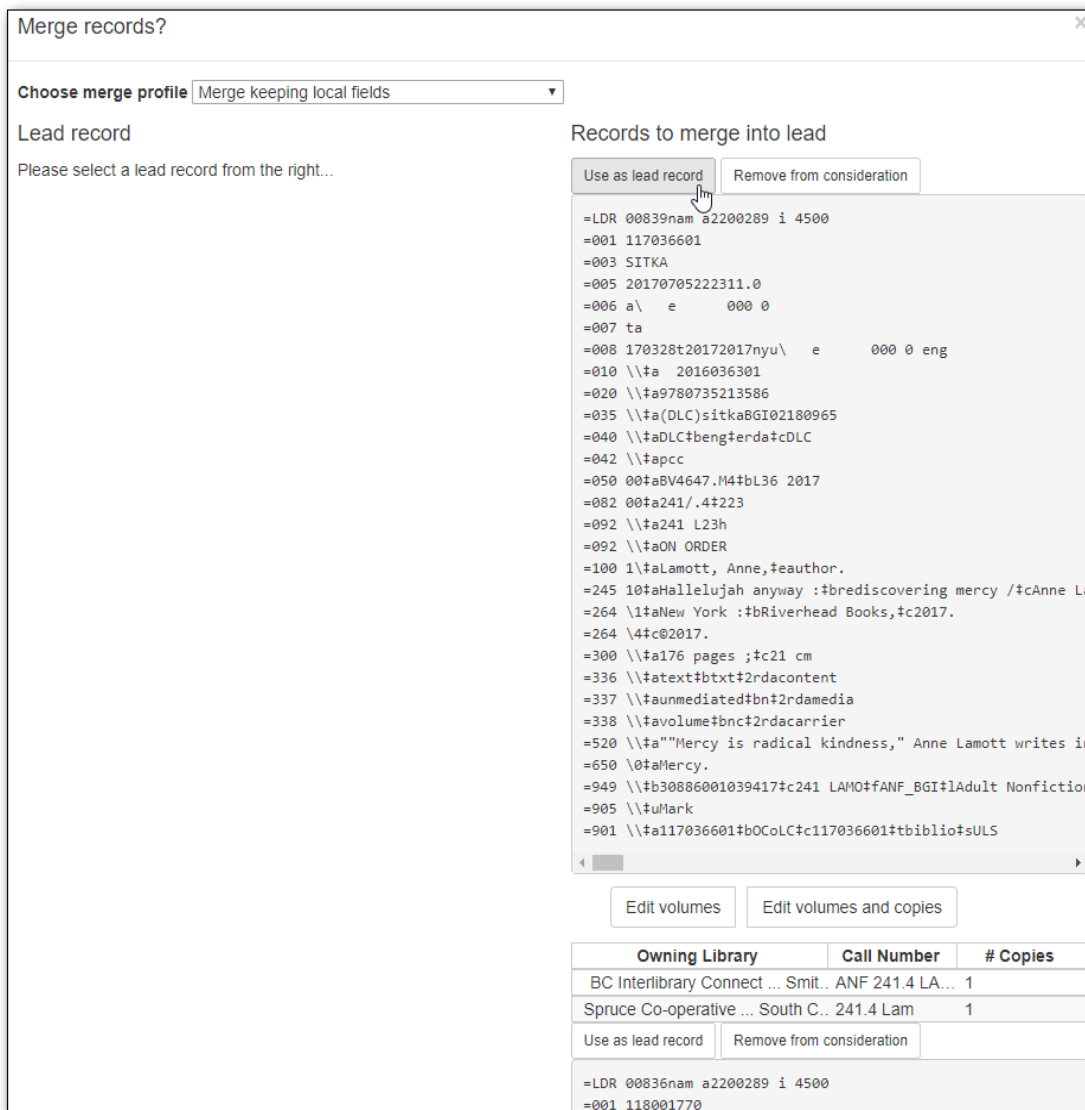 Merge records?
×
Choose merge profile Merge keeping local fields
Lead record
Please select a lead record from the right...
Records to merge into lead
Use as lead record Remove from consideration
=LDR 00839nam a2200289 i 4500
=001 117036601
=003 SITKA
=005 20170705222311.0
=006 a\   e      000 0
=007 ta
=008 170328t20172017nyu\   e      000 0 eng
=010 \\‡a  2016036301
=020 \\‡a9780735213586
=035 \\‡a(DLC)sitkaBGI02180965
=040 \\‡aDLC‡beng‡erda‡cDLC
=042 \\‡apcc
=050 00‡aBV4647.M4‡bL36 2017
=082 00‡a241/.4‡223
=092 \\‡a241 L23h
=092 \\‡aON ORDER
=100 1\‡aLamott, Anne,‡eauthor.
=245 10‡aHallelujah anyway :‡brediscovering mercy /‡cAnne La
=264 \1‡aNew York :‡bRiverhead Books,‡c2017.
=264 \4‡c©2017.
=300 \\‡a176 pages ;‡c21 cm
=336 \\‡atext‡btxt‡2rdacontent
=337 \\‡aunmediated‡bn‡2rdamedia
=338 \\‡avolume‡bnc‡2rdacarrier
=520 \\‡a""Mercy is radical kindness," Anne Lamott writes in
=650 \0‡aMercy.
=949 \\‡b30886001039417‡c241 LAMO‡fANF_BGI‡lAdult Nonfiction
=905 \\‡uMark
=901 \\‡a117036601‡bOCoLC‡c117036601‡tbiblio‡sULS
Edit volumes Edit volumes and copies
Owning Library Call Number # Copies
BC Interlibrary Connect ... Smit.. ANF 241.4 LA... 1
Spruce Co-operative ... South C.. 241.4 Lam 1
Use as lead record Remove from consideration
=LDR 00836nam a2200289 i 4500
=001 118001770